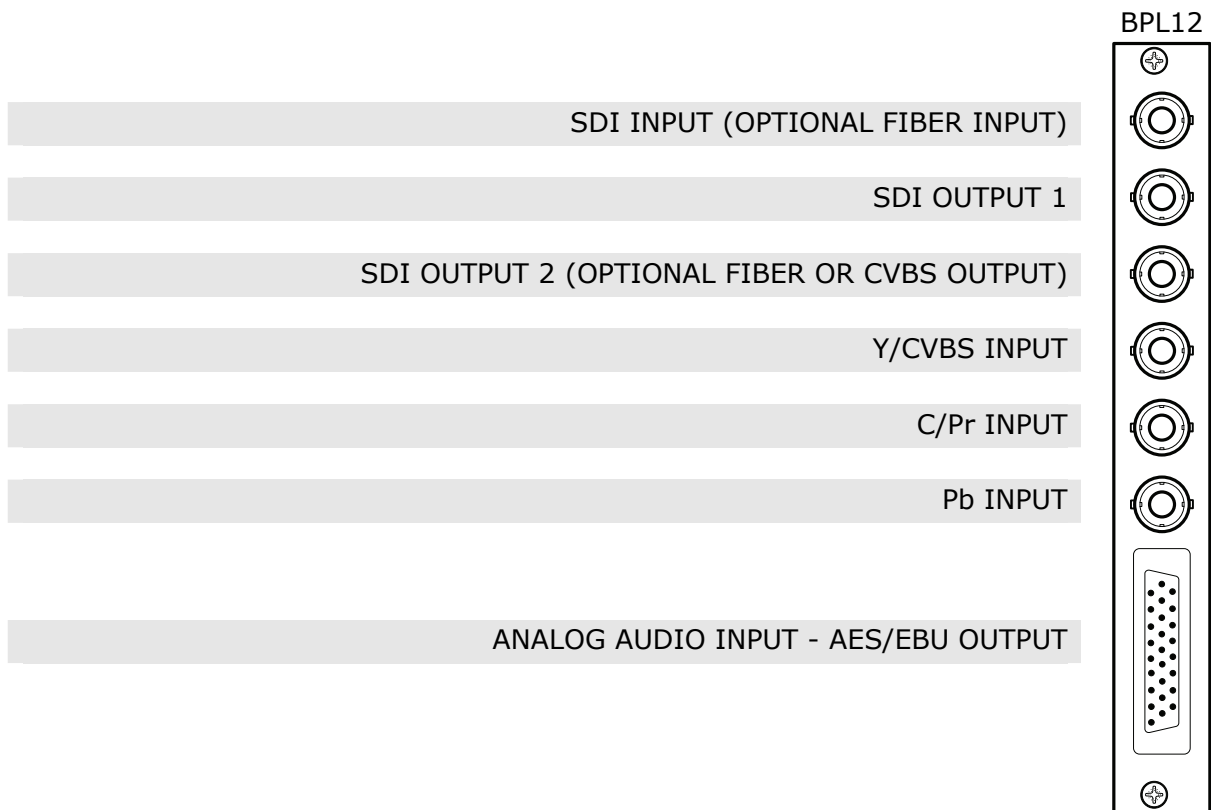 BPL12
SDI INPUT (OPTIONAL FIBER INPUT)
SDI OUTPUT 1
SDI OUTPUT 2 (OPTIONAL FIBER OR CVBS OUTPUT)
Y/CVBS INPUT
C/Pr INPUT
Pb INPUT
ANALOG AUDIO INPUT - AES/EBU OUTPUT